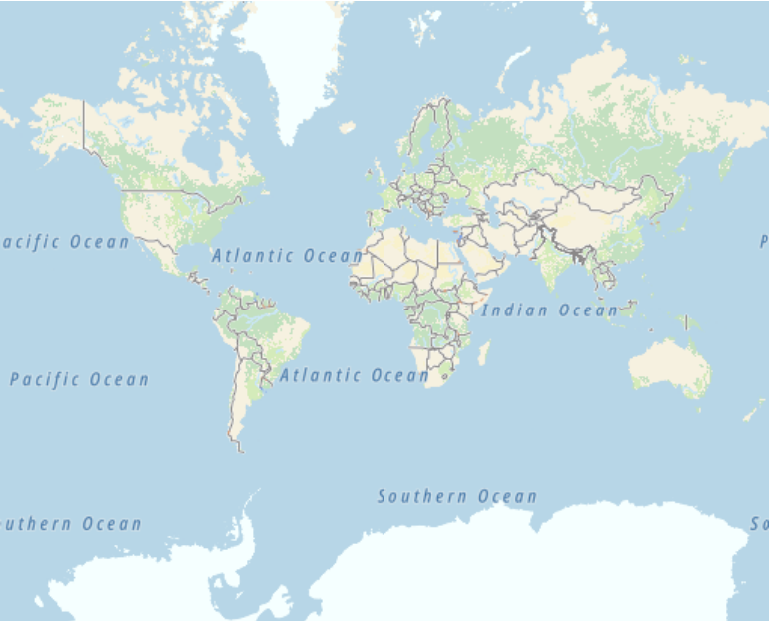 acific Ocean
Atlantic Ocean
P
Indian Ocean
Pacific Ocean
Atlantic Ocean
Southern Ocean
uthern Ocean
So